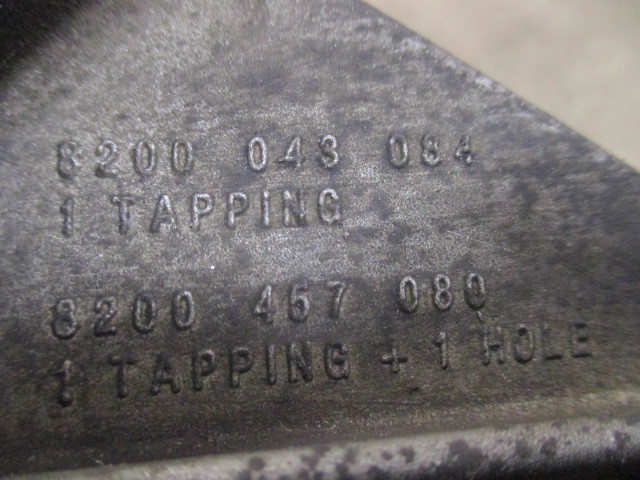 8200 043 084
1 TAPPiNG
8200 457 080
1 TAPPING + 1 HOLE